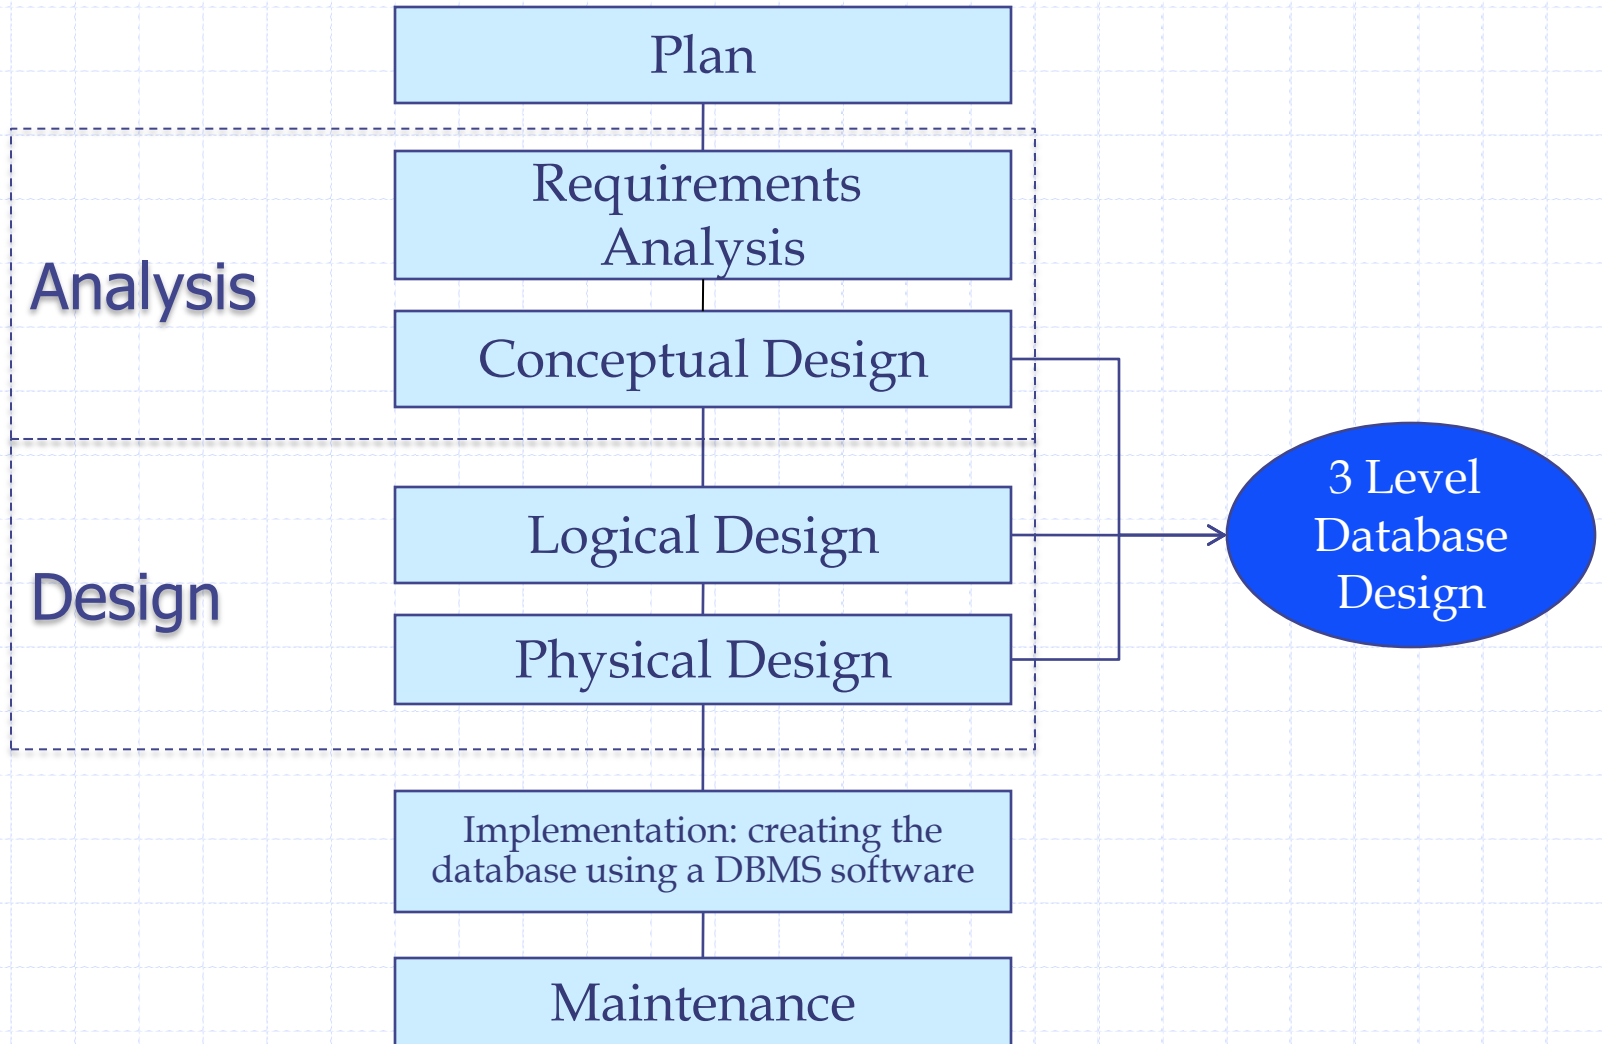 Plan
Requirements
Analysis
Analysis
Conceptual Design
3 Level
Database
Design
Logical Design
Design
Physical Design
Implementation: creating the
database using a DBMS software
Maintenance